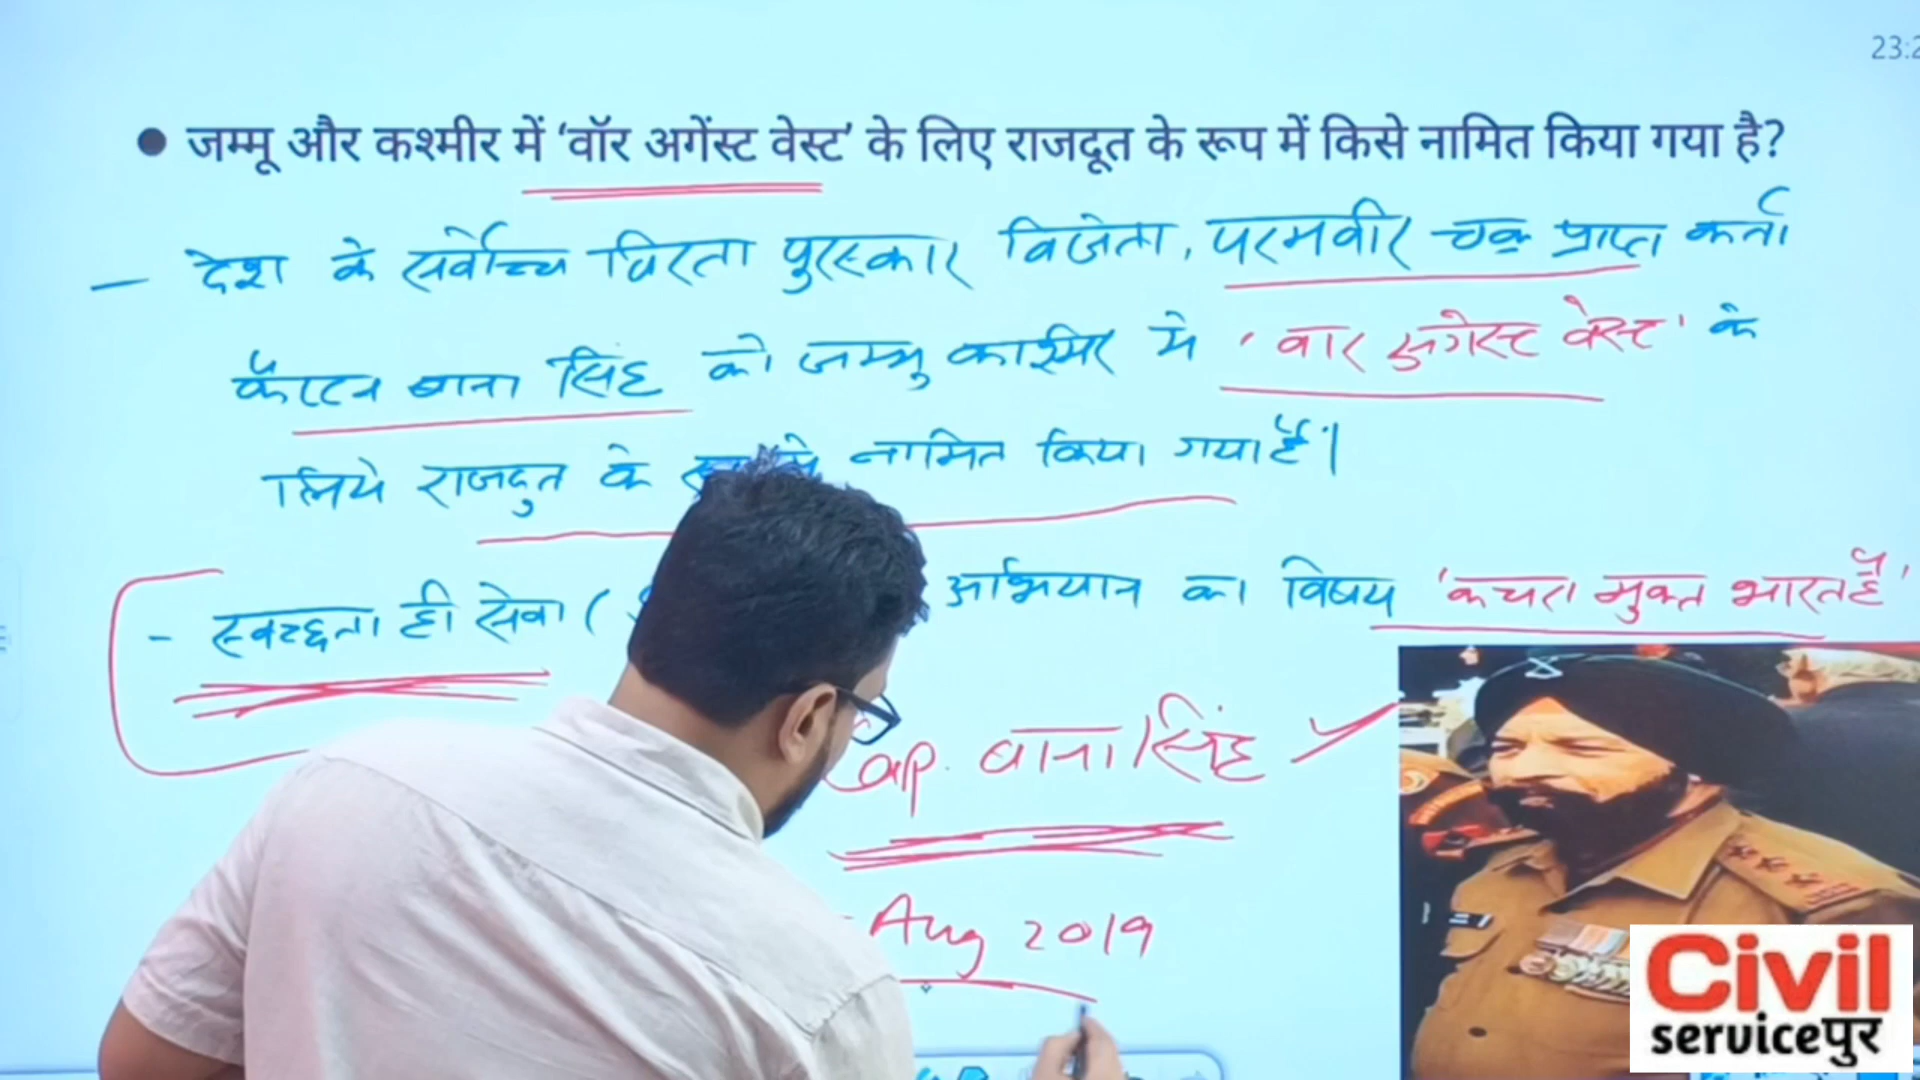 23:2
● जम्मू और कश्मीर में ‘वॉर अगेंस्ट वेस्ट’ के लिए राजदूत के रूप में किसे नामित किया गया है?
- देश के सर्वोच्च विरता पुरस्कार विजेता, परमवीर चक्र प्राप्त कर्ता
कैप्टन बाना सिंह को जम्मु काश्मिर मे 'वार अगेस्ट वेस्ट' के
लिये राजदुत के नामित किया गया है।
- स्वच्छता ही सेवा ( अभियान का विषय 'कचरा मुक्त भारत है'
Cap. बाना सिंह
Aug 2019
Civil
serviceपुर